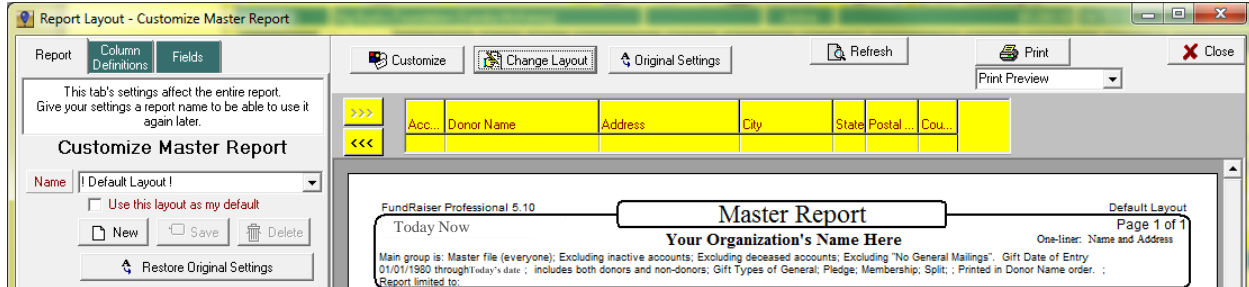 Report Layout - Customize Master Report
Report
Column Definitions
Fields
Customize
Change Layout
Original Settings
Refresh
Print
Close
Print Preview
This tab's settings affect the entire report.
Give your settings a report name to be able to use it
again later.
Customize Master Report
>>>
<<<
Acc... Donor Name Address City State Postal ... Cou...
Name ! Default Layout !
Use this layout as my default
New Save Delete
Restore Original Settings
FundRaiser Professional 5.10
Master Report
Default Layout
Today Now
Page 1 of 1
Your Organization's Name Here
One-liner: Name and Address
Main group is: Master file (everyone); Excluding inactive accounts; Excluding deceased accounts; Excluding "No General Mailings". Gift Date of Entry
01/01/1980 throughToday's date ; includes both donors and non-donors; Gift Types of General; Pledge; Membership; Split; ; Printed in Donor Name order. ;
Report limited to: